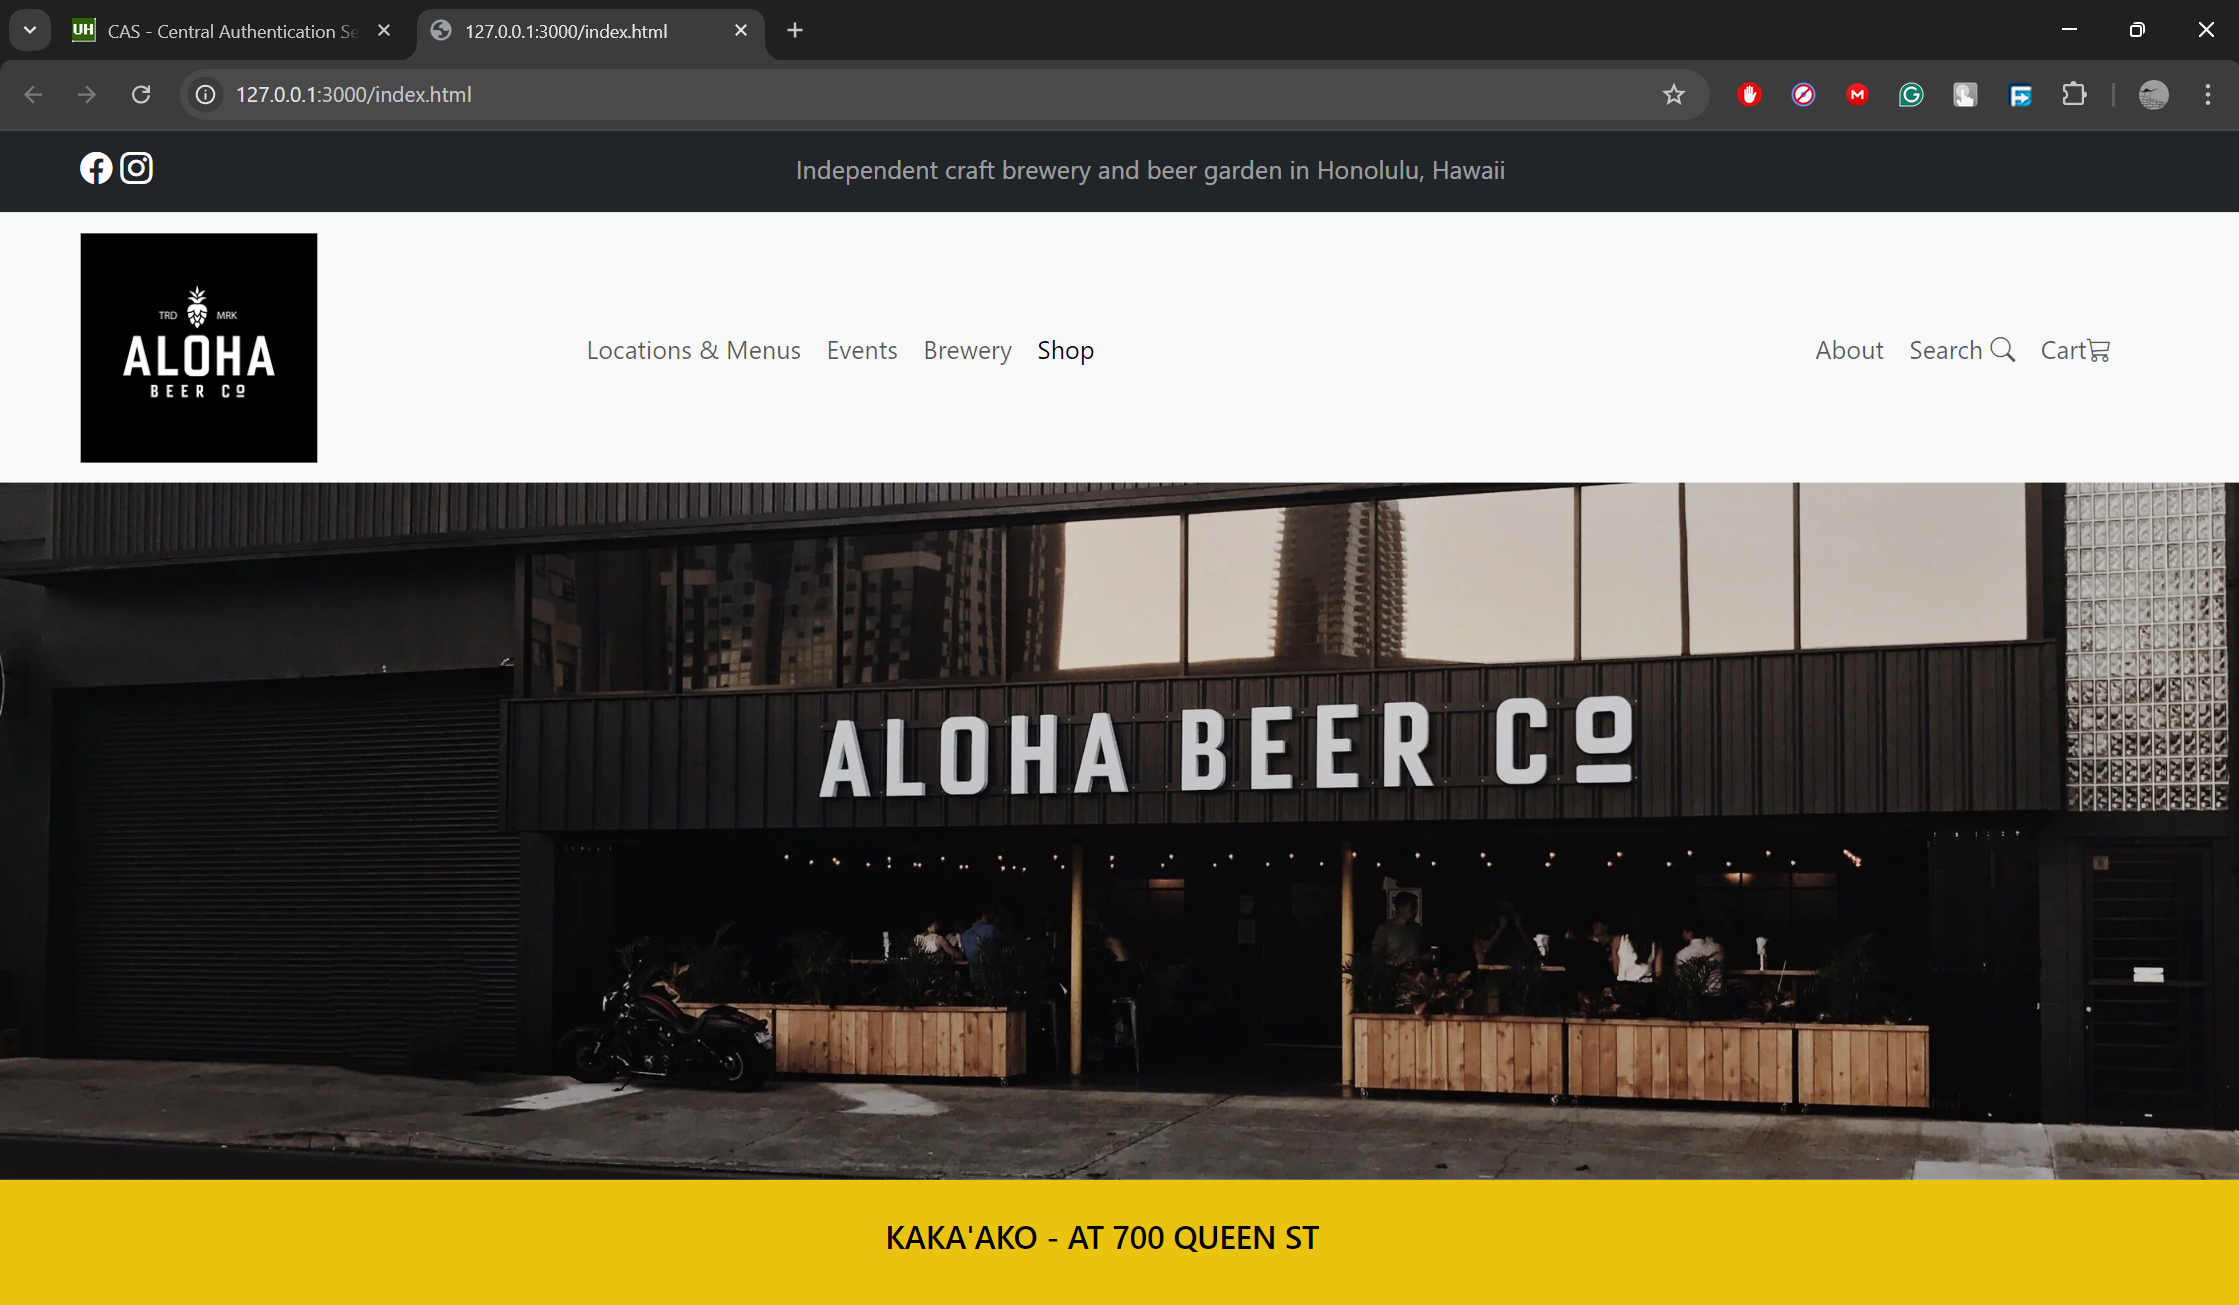 CAS - Central Authentication Se
127.0.0.1:3000/index.html
127.0.0.1:3000/index.html
Independent craft brewery and beer garden in Honolulu, Hawaii
TRD MRK
ALOHA
BEER CO
Locations & Menus Events Brewery Shop
About Search Cart
ALOHA BEER CO
KAKA'AKO - AT 700 QUEEN ST